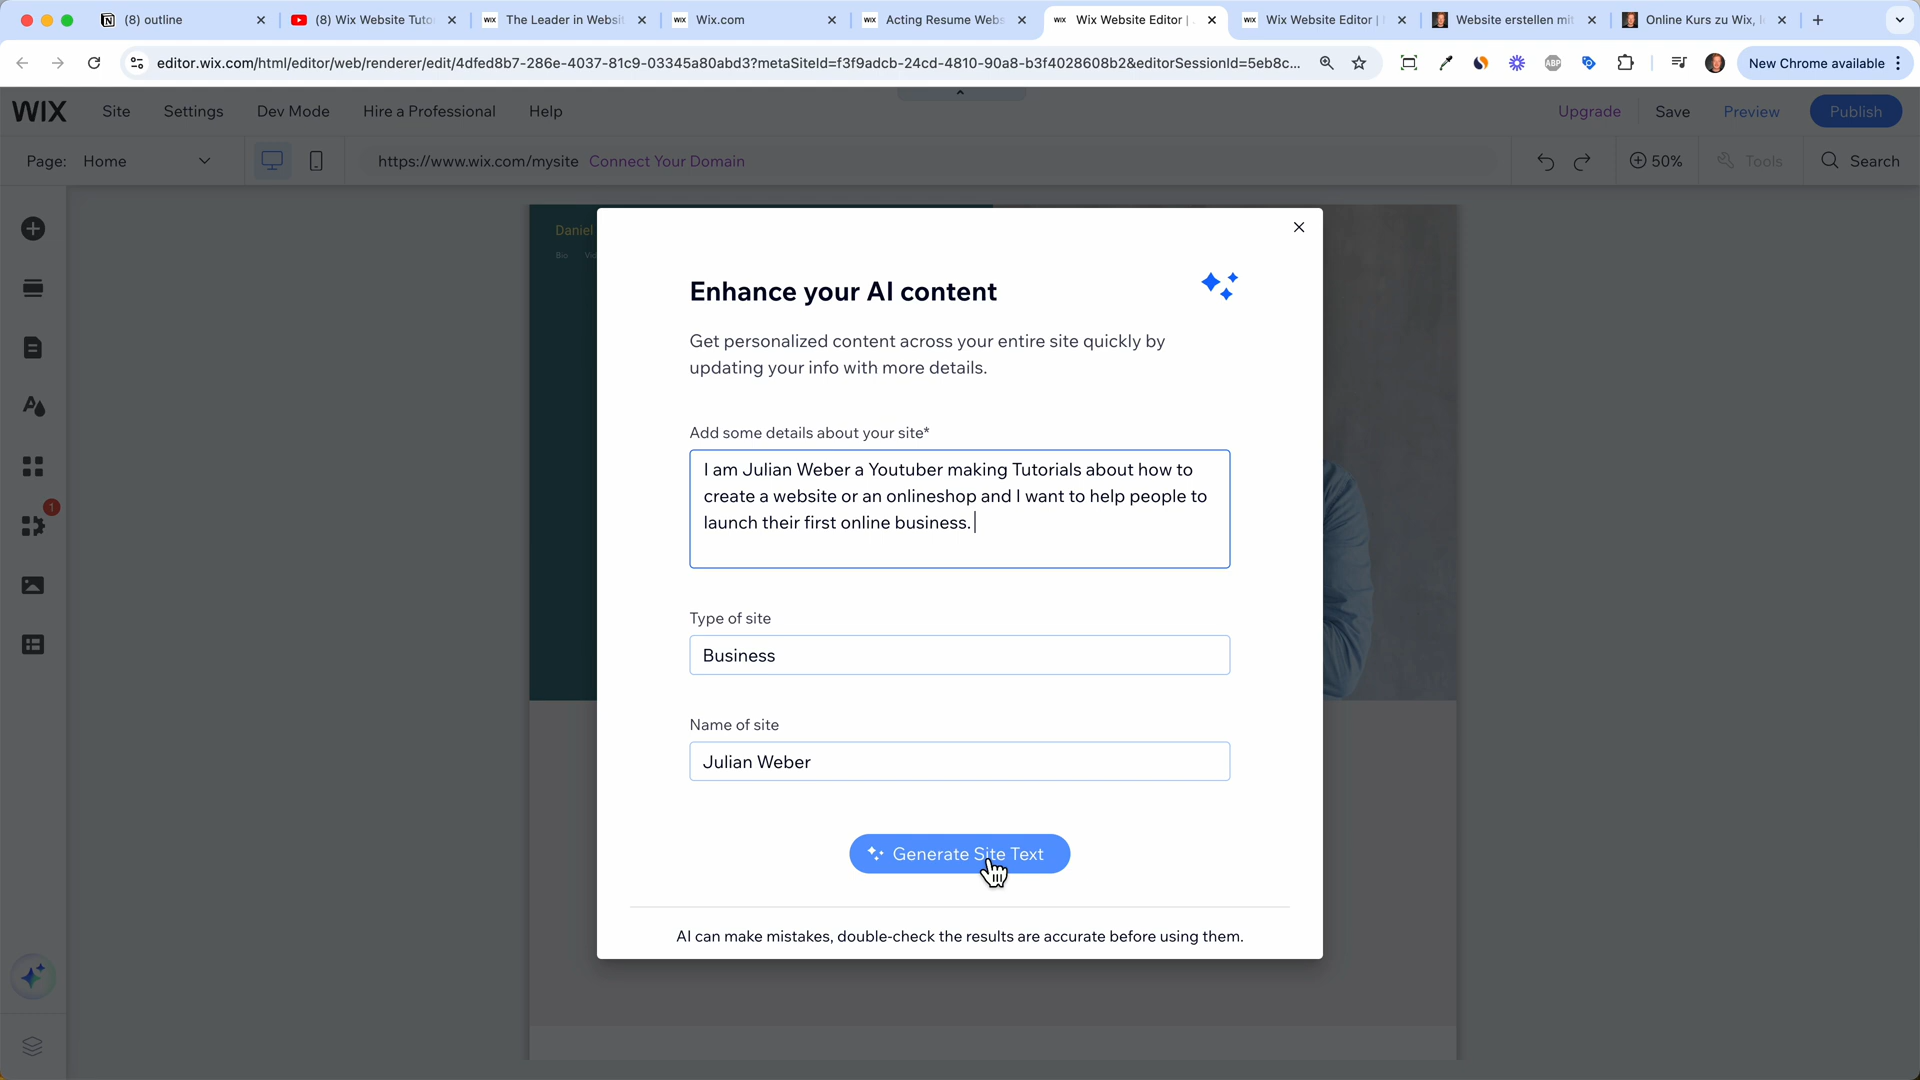 (8) outline
(8) Wix Website Tuto
The Leader in Websit
Wix.com
Acting Resume Webs
Wix Website Editor |
Wix Website Editor |
Website erstellen mit
Online Kurs zu Wix,
editor.wix.com/html/editor/web/renderer/edit/4dfed8b7-286e-4037-81c9-03345a80abd3?metaSiteId=f3f9adcb-24cd-4810-90a8-b3f4028608b2&editorSessionId=5eb8c...
ABP
New Chrome available
WIX
Site
Settings
Dev Mode
Hire a Professional
Help
Upgrade
Save
Preview
Publish
Page: Home
https://www.wix.com/mysite Connect Your Domain
50%
Tools
Search
Daniel
Bio
1
Enhance your AI content
Get personalized content across your entire site quickly by
updating your info with more details.
Add some details about your site*
I am Julian Weber a Youtuber making Tutorials about how to
create a website or an onlineshop and I want to help people to
launch their first online business.
Type of site
Business
Name of site
Julian Weber
Generate Site Text
AI can make mistakes, double-check the results are accurate before using them.